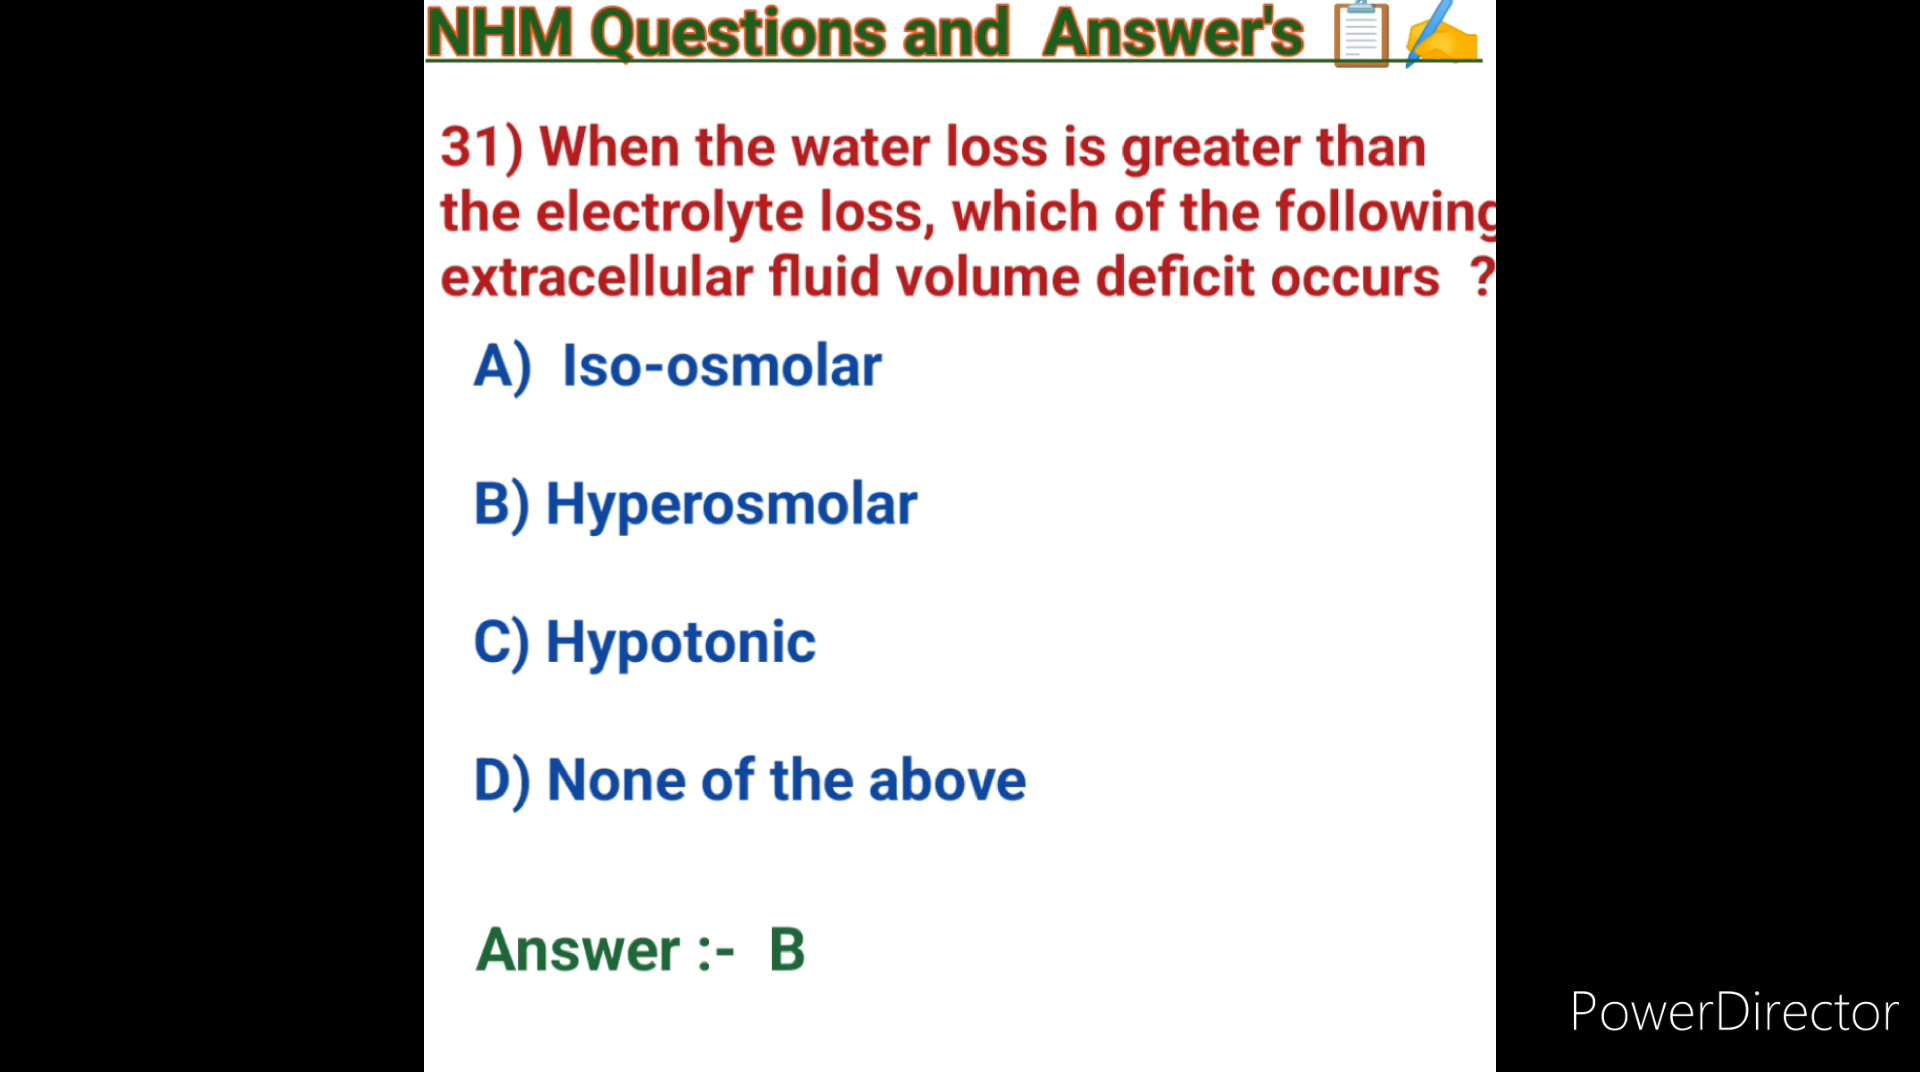 NHM Questions and Answer's 📋✍️
31) When the water loss is greater than
the electrolyte loss, which of the following
extracellular fluid volume deficit occurs ?
A) Iso-osmolar
B) Hyperosmolar
C) Hypotonic
D) None of the above
Answer :- B
PowerDirector